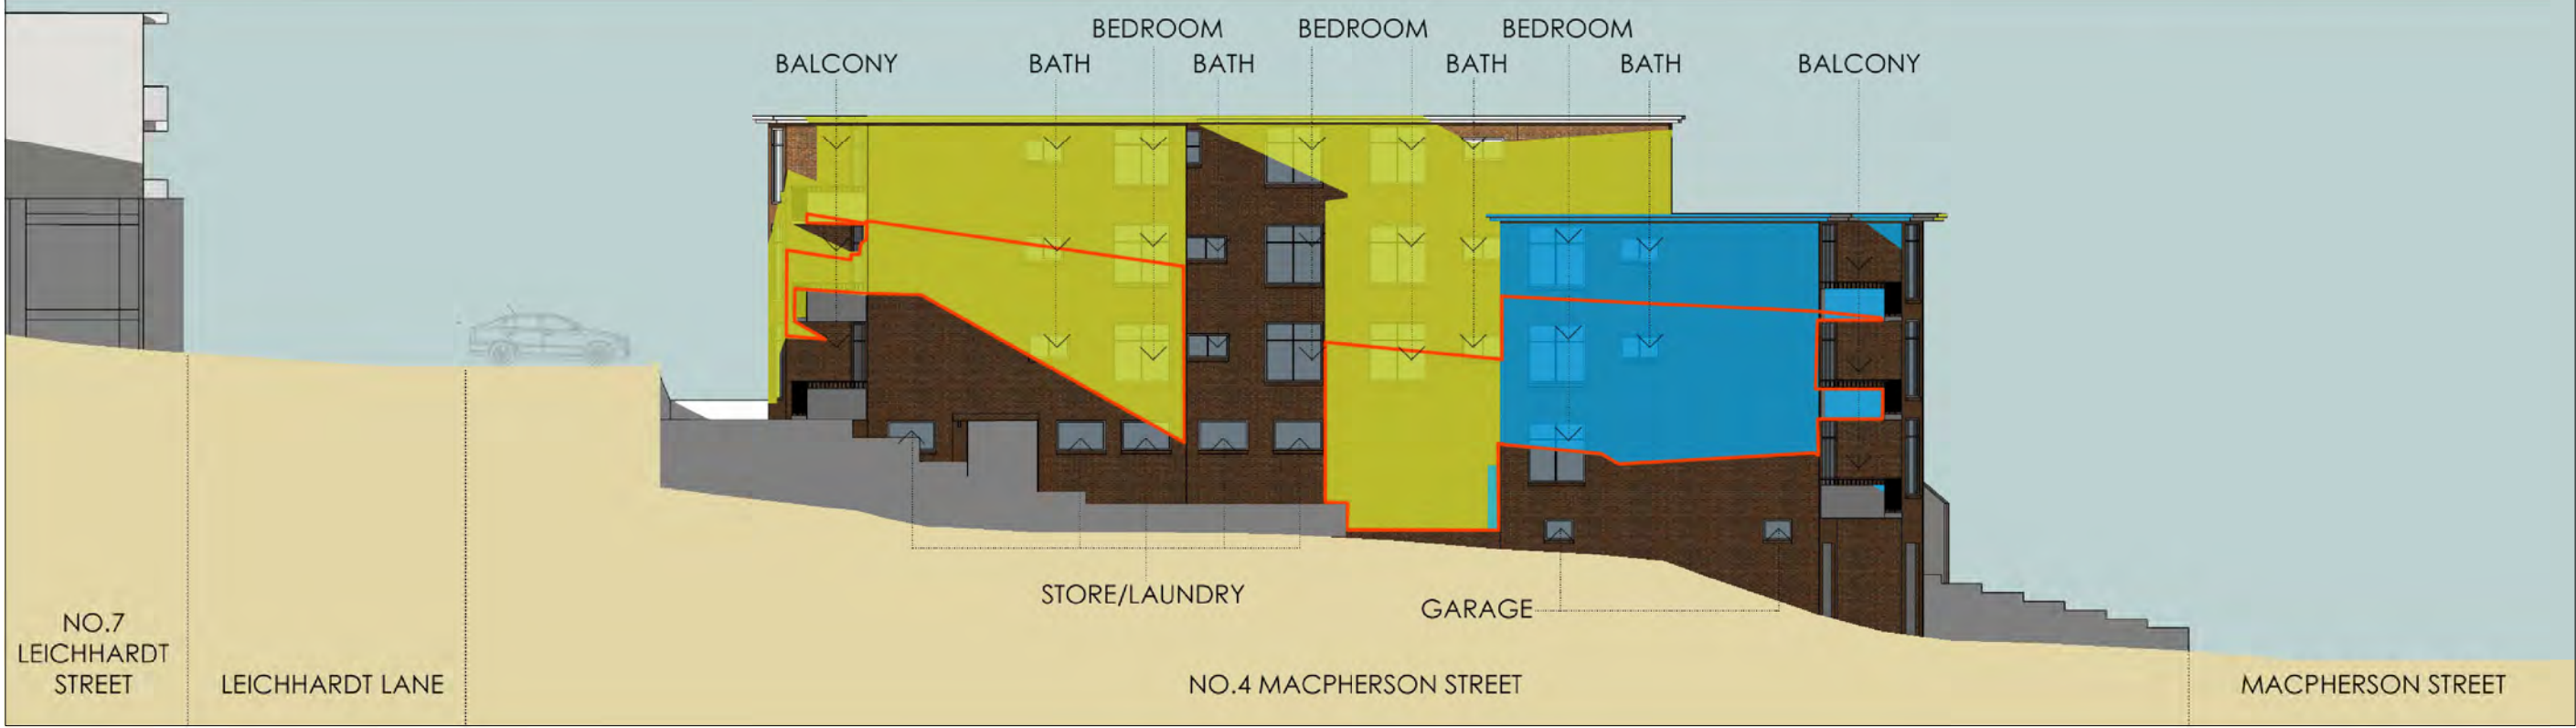 BEDROOM BEDROOM BEDROOM
BALCONY BATH BATH BATH BATH BALCONY
STORE/LAUNDRY
GARAGE
NO.7
LEICHHARDT
STREET
LEICHHARDT LANE
NO.4 MACPHERSON STREET
MACPHERSON STREET